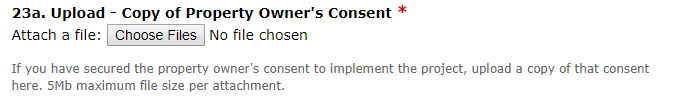 23a. Upload - Copy of Property Owner's Consent *
Attach a file: Choose Files No file chosen
If you have secured the property owner's consent to implement the project, upload a copy of that consent
here. 5Mb maximum file size per attachment.